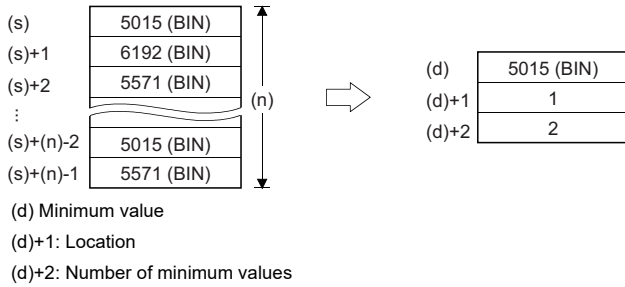 (s) 5015 (BIN)
(s)+1 6192 (BIN)
(s)+2 5571 (BIN)
⋮
(n)
(s)+(n)-2 5015 (BIN)
(s)+(n)-1 5571 (BIN)
(d) 5015 (BIN)
(d)+1 1
(d)+2 2
(d) Minimum value
(d)+1: Location
(d)+2: Number of minimum values